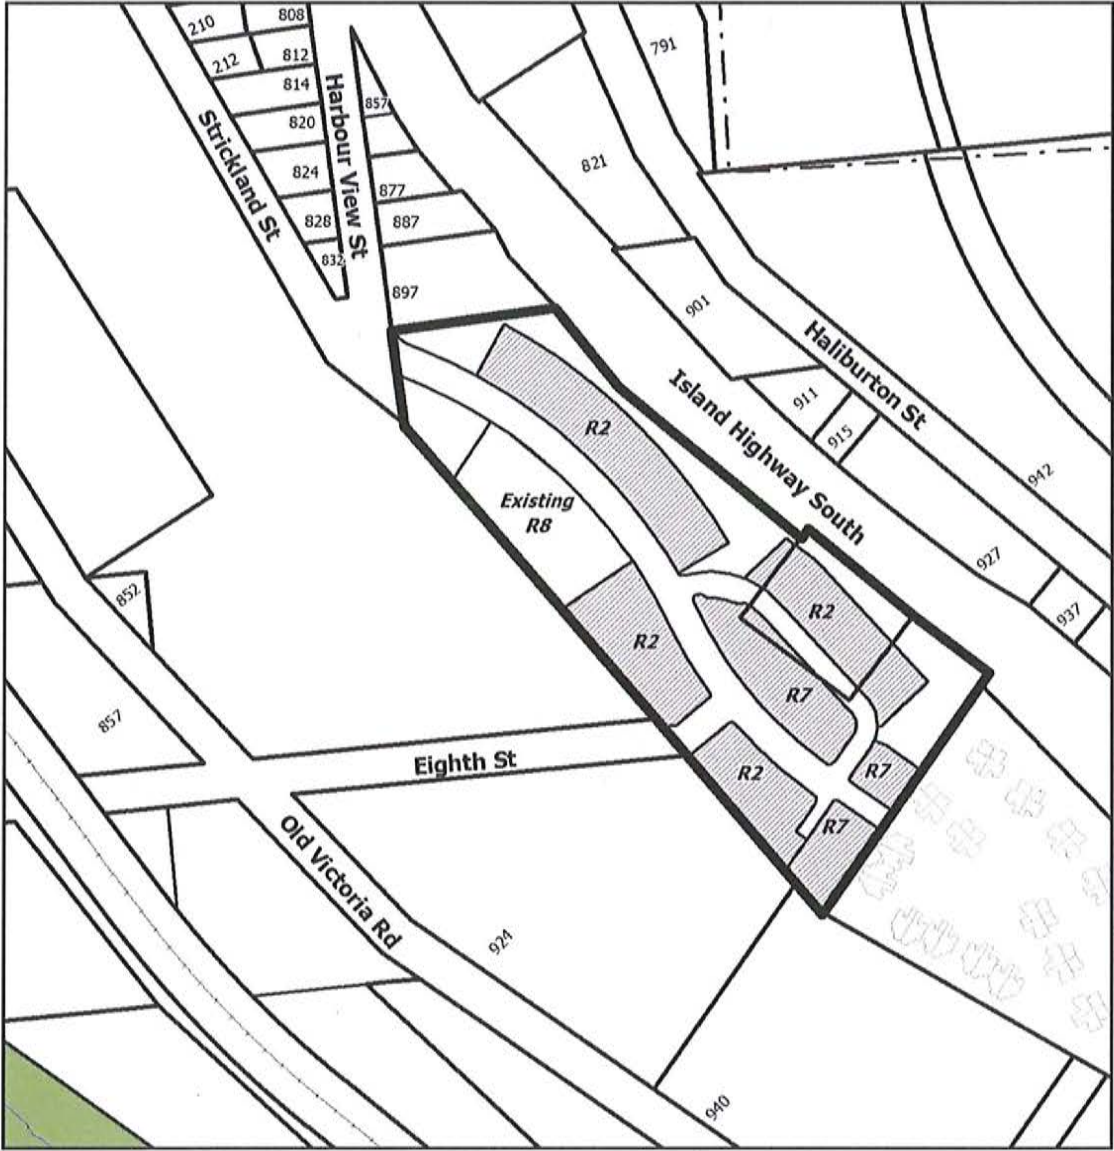 210
808
791
212
812
814
857
820
821
824
877
828
887
832
Strickland St
Harbour View St
897
901
Haliburton St
911
Island Highway South
915
R2
942
Existing
R8
927
852
937
R2
R2
R7
857
Eighth St
R2
R7
R7
Old Victoria Rd
924
940